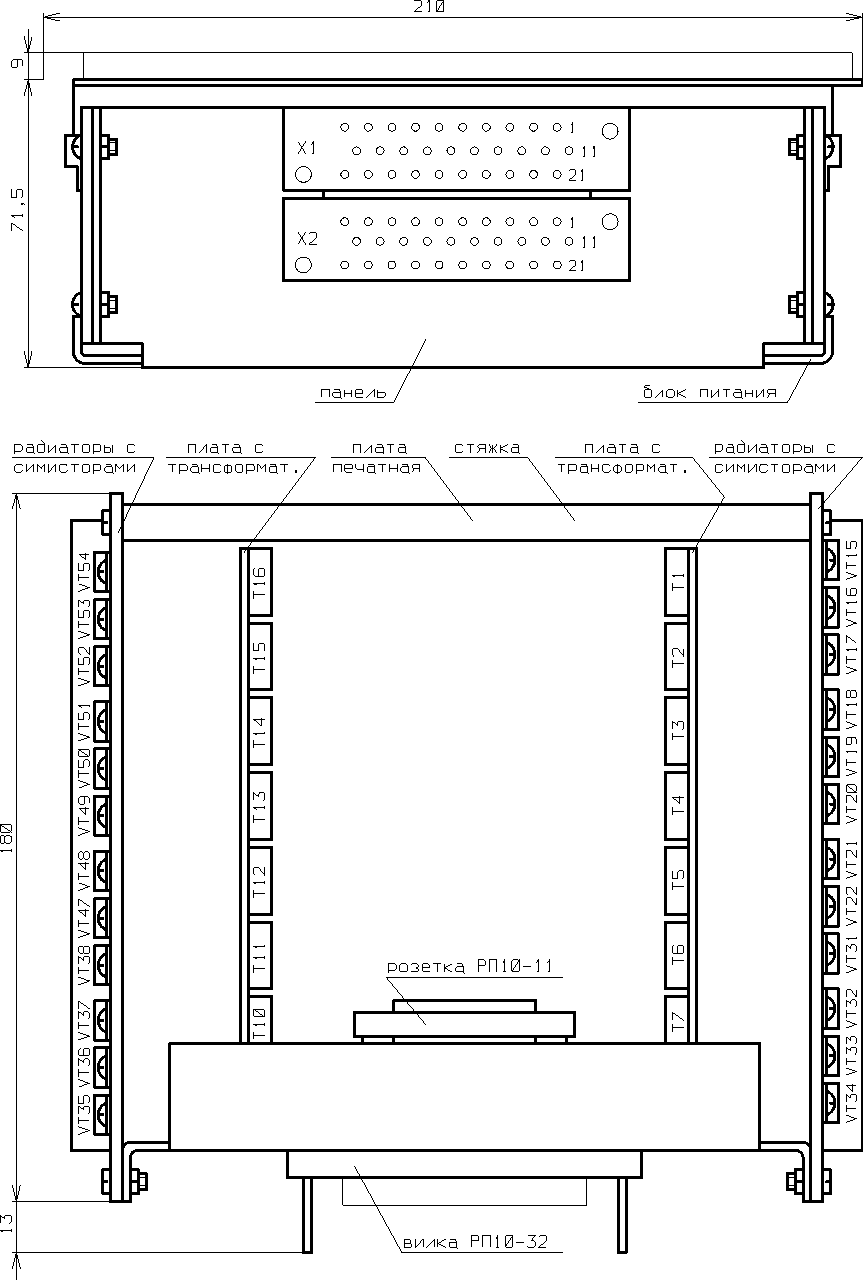 210
9
71,5
X1
1
11
21
X2
1
11
21
панель
блок питания
радиаторы с
симисторами
плата с
трансформат.
плата
печатная
стяжка
плата с
трансформат.
радиаторы с
симисторами
180
13
VT54
VT53
VT52
VT51
VT50
VT49
VT48
VT47
VT38
VT37
VT36
VT35
T16
T15
T14
T13
T12
T11
T10
T1
T2
T3
T4
T5
T6
T7
VT15
VT16
VT17
VT18
VT19
VT20
VT21
VT22
VT31
VT32
VT33
VT34
розетка РП10-11
вилка РП10-32